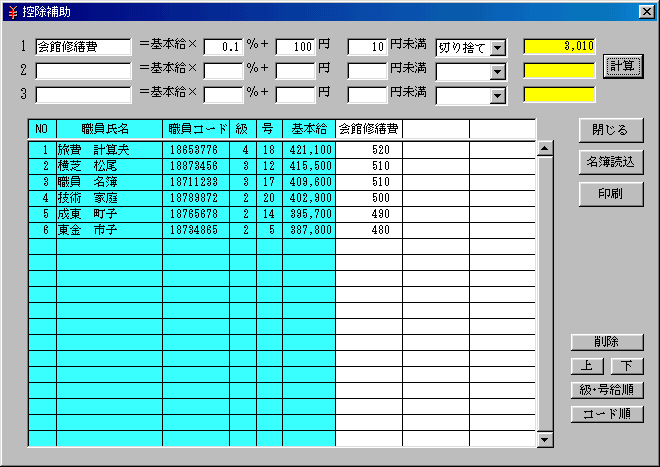 控除補助
1 会館修繕費 =基本給× 0.1 %+ 100 円 10 円未満 切り捨て 3,010
2 =基本給× %+ 円 円未満
3 =基本給× %+ 円 円未満
計算
NO 職員氏名 職員コード 級 号 基本給 会館修繕費
1 旅費 計算夫 18653776 4 18 421,100 520
2 横芝 松尾 18873456 3 12 415,500 510
3 職員 名簿 18711233 3 17 409,600 510
4 技術 家庭 18789872 2 20 402,900 500
5 成東 町子 18765678 2 14 395,700 490
6 東金 市子 18734865 2 5 387,800 480
閉じる
名簿読込
印刷
削除
上 下
級・号給順
コード順